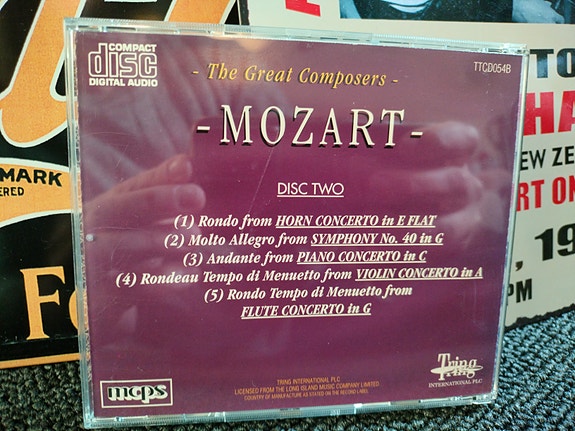 COMPACT
disc
DIGITAL AUDIO
- The Great Composers -
TTCD054B
- MOZART -
DISC TWO
(1) Rondo from HORN CONCERTO in E FLAT
(2) Molto Allegro from SYMPHONY No. 40 in G
(3) Andante from PIANO CONCERTO in C
(4) Rondeau Tempo di Menuetto from VIOLIN CONCERTO in A
(5) Rondo Tempo di Menuetto from
FLUTE CONCERTO in G
mcps
TRING INTERNATIONAL PLC
LICENSED FROM THE LONG ISLAND MUSIC COMPANY LIMITED
COUNTRY OF MANUFACTURE AS STATED ON THE RECORD LABEL
Tring
INTERNATIONAL PLC
MARK
ERED
Fo
TO
HA
EW ZE
RT ON
, 19
PM